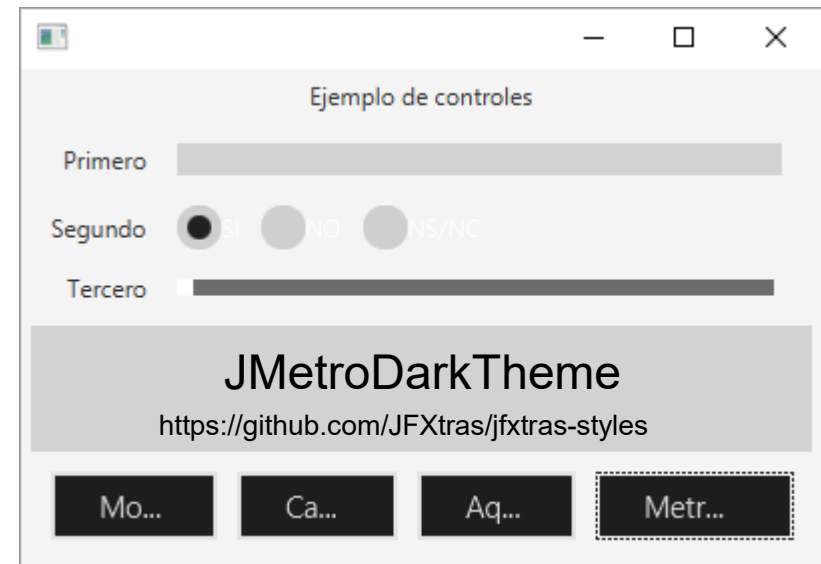 Ejemplo de controles
Primero
Segundo SI NO NS/NC
Tercero
JMetroDarkTheme
https://github.com/JFXtras/jfxtras-styles
Mo... Ca... Aq... Metr...